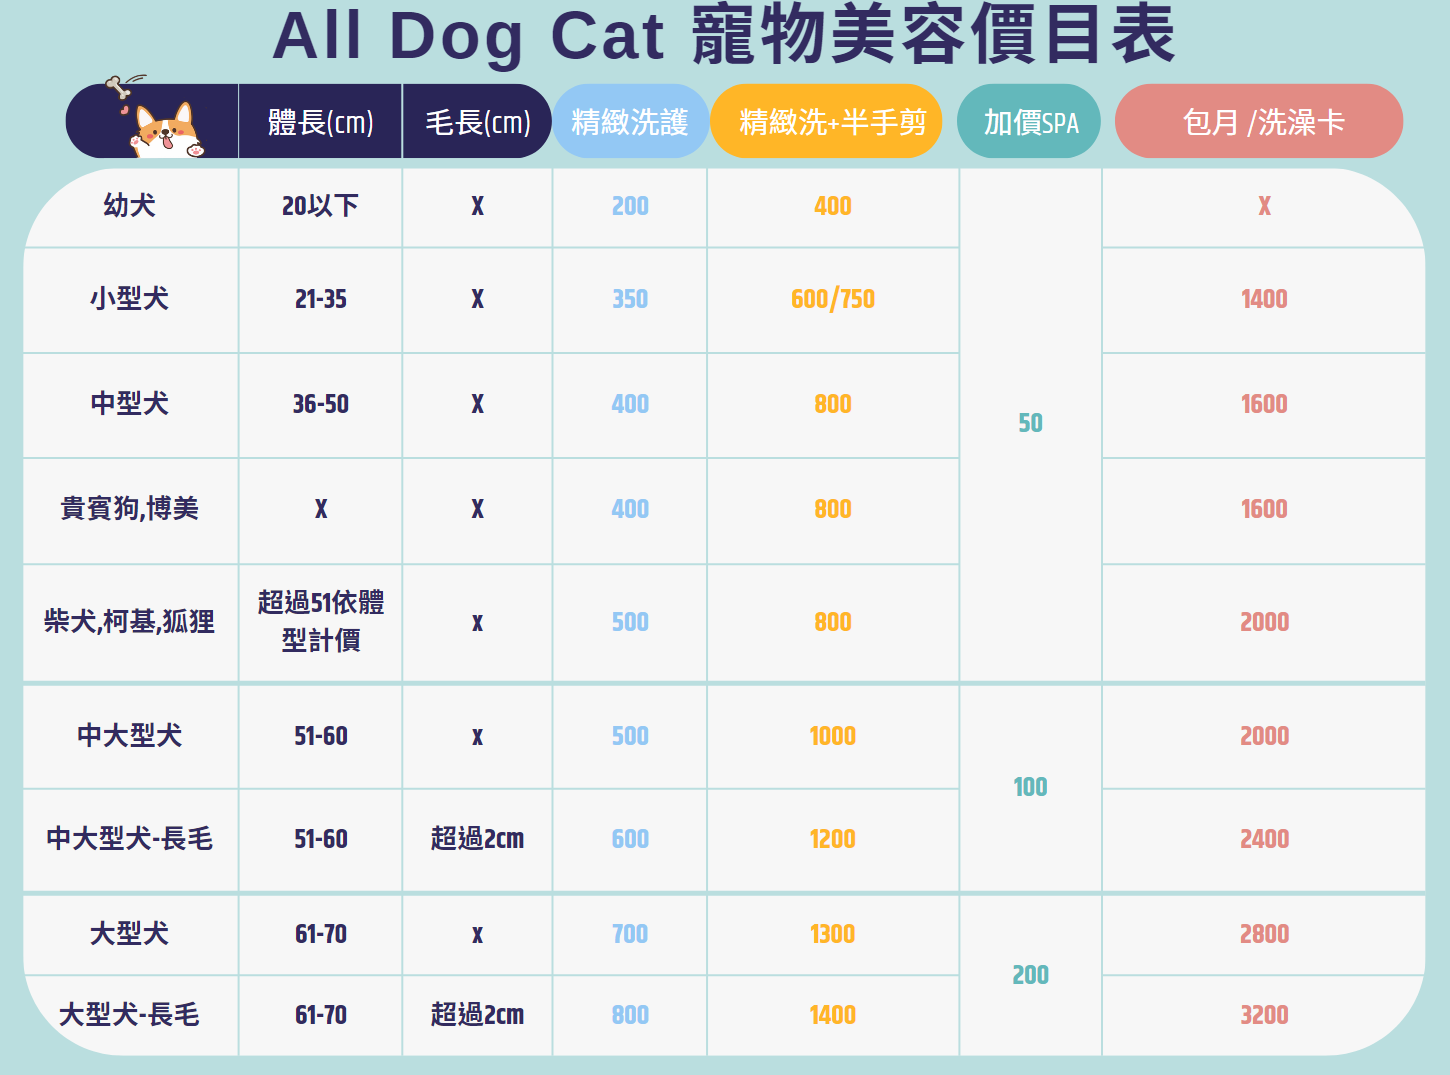 All Dog Cat 寵物美容價目表
體長(cm) 毛長(cm) 精緻洗護 精緻洗+半手剪 加價SPA 包月 /洗澡卡
幼犬 20以下 X 200 400 X
小型犬 21-35 X 350 600/750 1400
中型犬 36-50 X 400 800 1600
50
貴賓狗,博美 X X 400 800 1600
柴犬,柯基,狐狸 超過51依體 x 500 800 2000
型計價
中大型犬 51-60 x 500 1000 2000
100
中大型犬-長毛 51-60 超過2cm 600 1200 2400
大型犬 61-70 x 700 1300 2800
200
大型犬-長毛 61-70 超過2cm 800 1400 3200